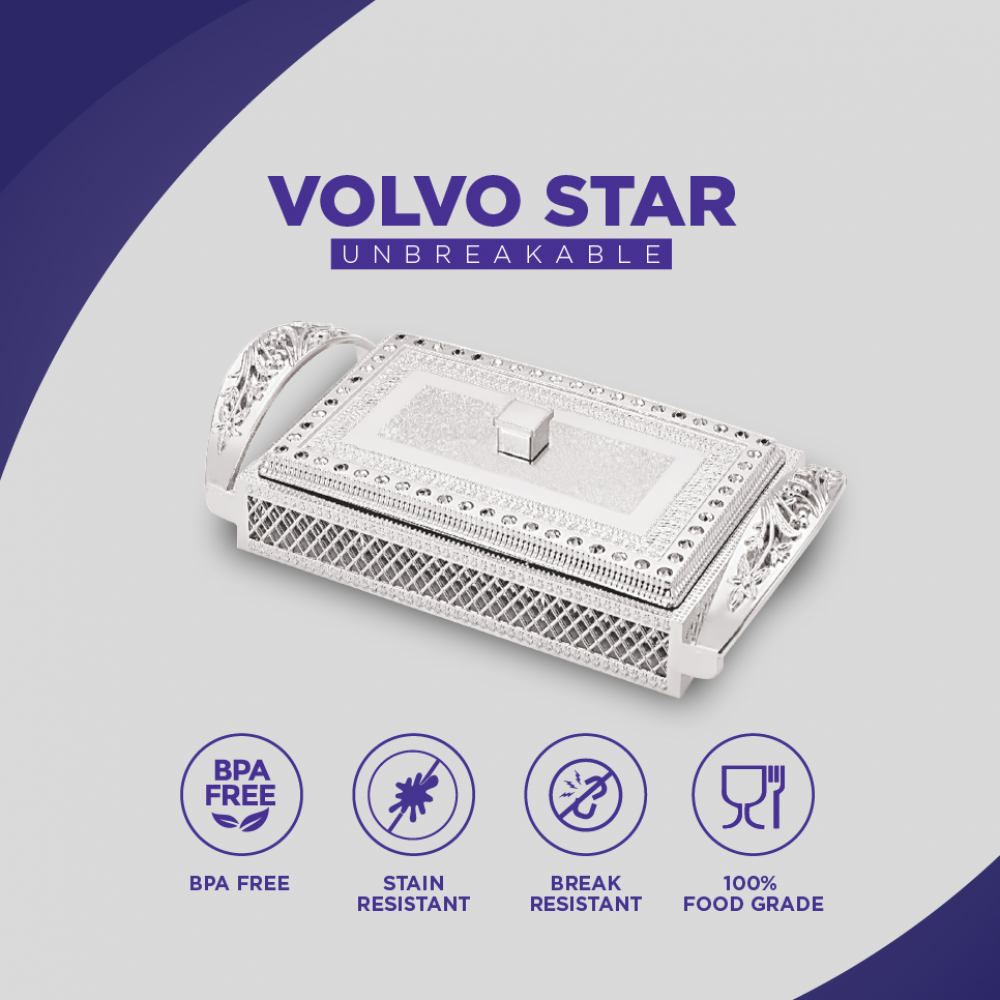 VOLVO STAR
UNBREAKABLE
BPA
FREE
BPA FREE
STAIN
RESISTANT
BREAK
RESISTANT
100%
FOOD GRADE